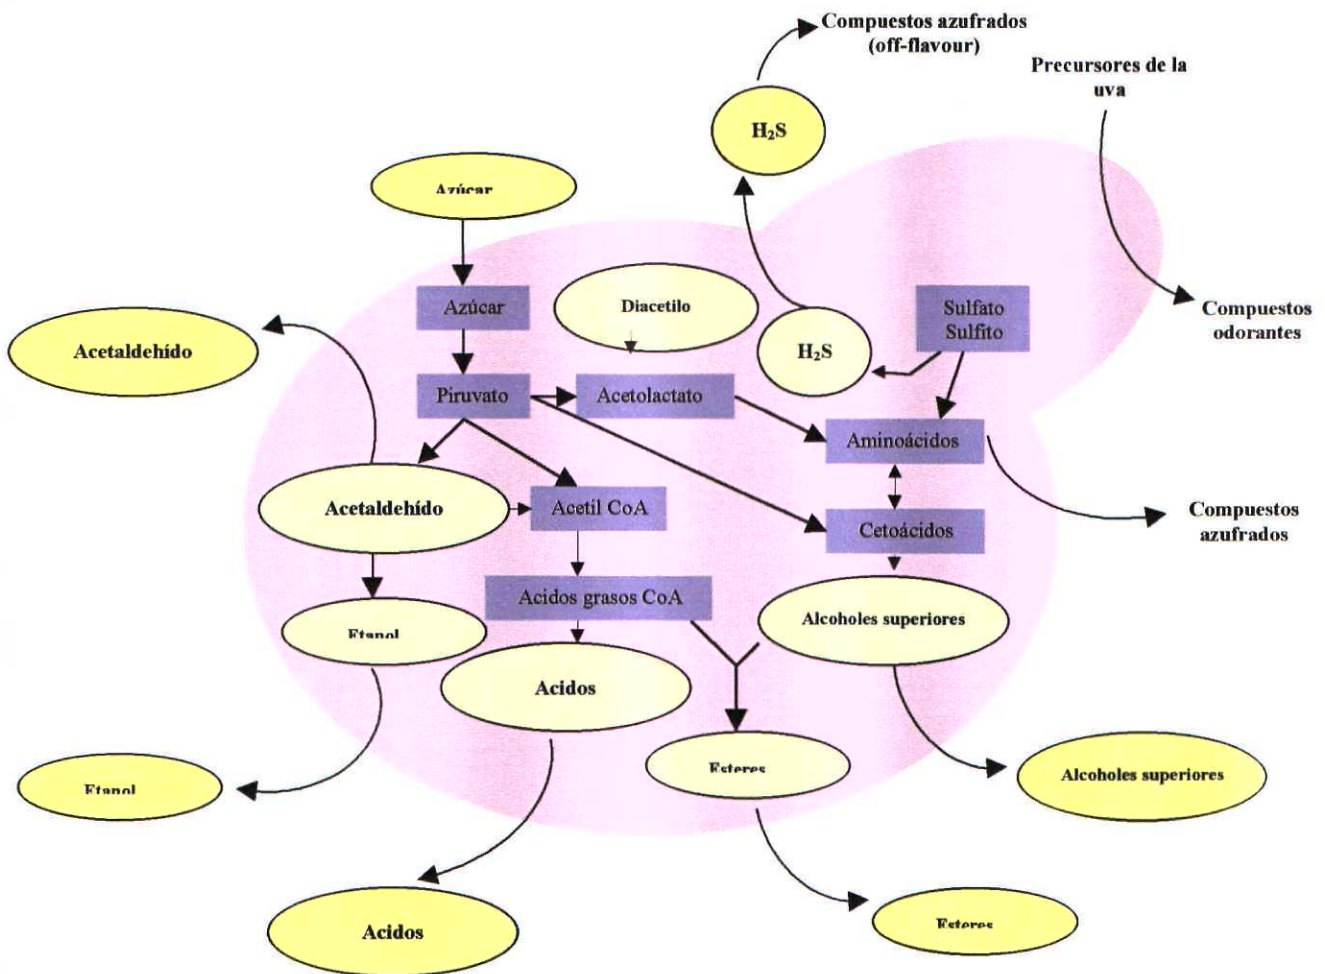 Compuestos azufrados
(off-flavour)
Precursores de la
uva
H₂S
Azúcar
Azúcar
Diacetilo
Sulfato
Sulfito
Compuestos
odorantes
Acetaldehído
H₂S
Piruvato
Acetolactato
Aminoácidos
Acetaldehído
Acetil CoA
Cetoácidos
Compuestos
azufrados
Acidos grasos CoA
Etanol
Alcoholes superiores
Acidos
Esteres
Etanol
Alcoholes superiores
Acidos
Esteres